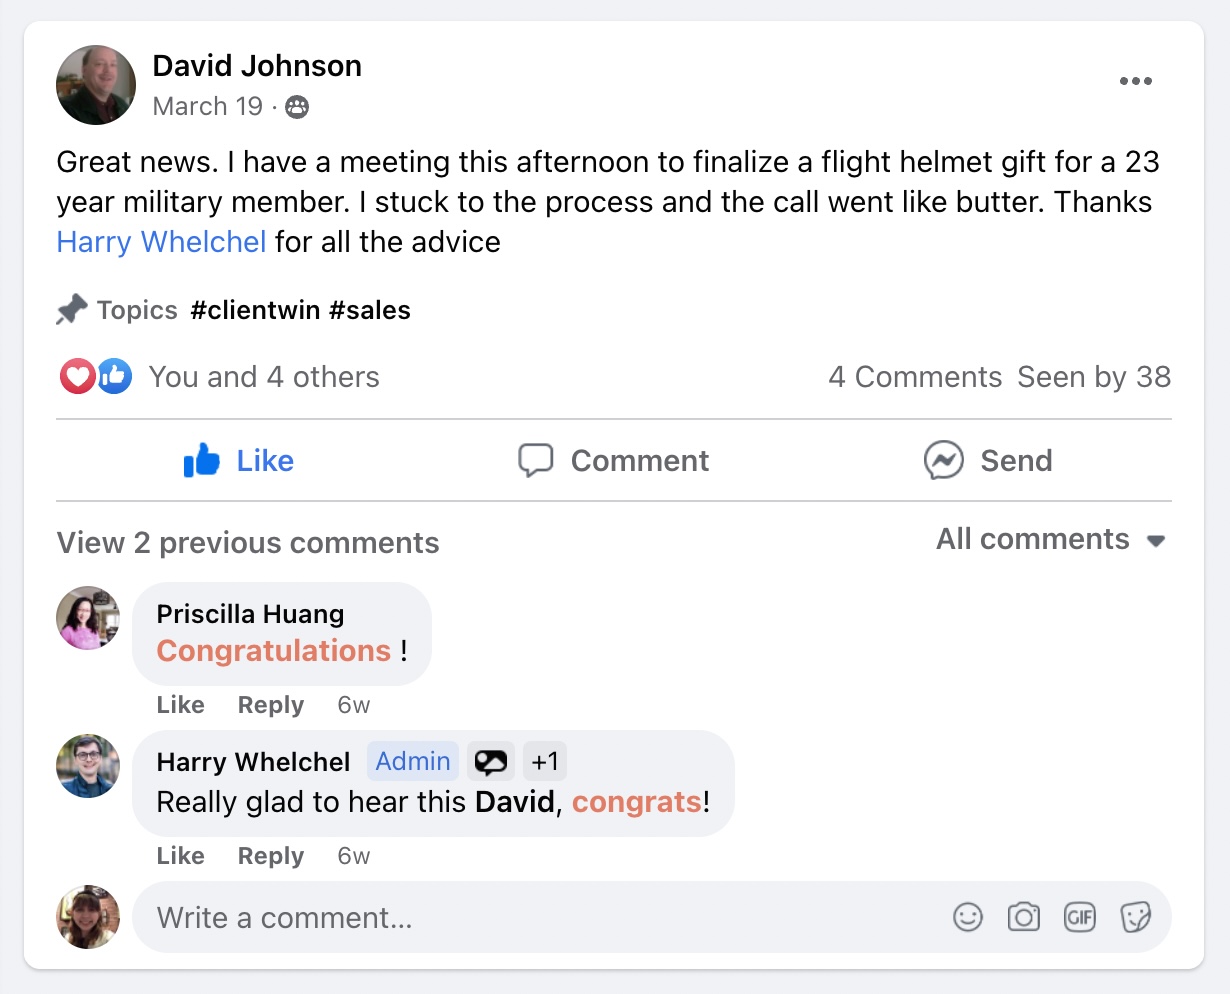 David Johnson
March 19 ·
Great news. I have a meeting this afternoon to finalize a flight helmet gift for a 23
year military member. I stuck to the process and the call went like butter. Thanks
Harry Whelchel for all the advice
Topics #clientwin #sales
You and 4 others 4 Comments Seen by 38
Like Comment Send
View 2 previous comments All comments
Priscilla Huang
Congratulations !
Like Reply 6w
Harry Whelchel Admin +1
Really glad to hear this David, congrats!
Like Reply 6w
Write a comment... GIF